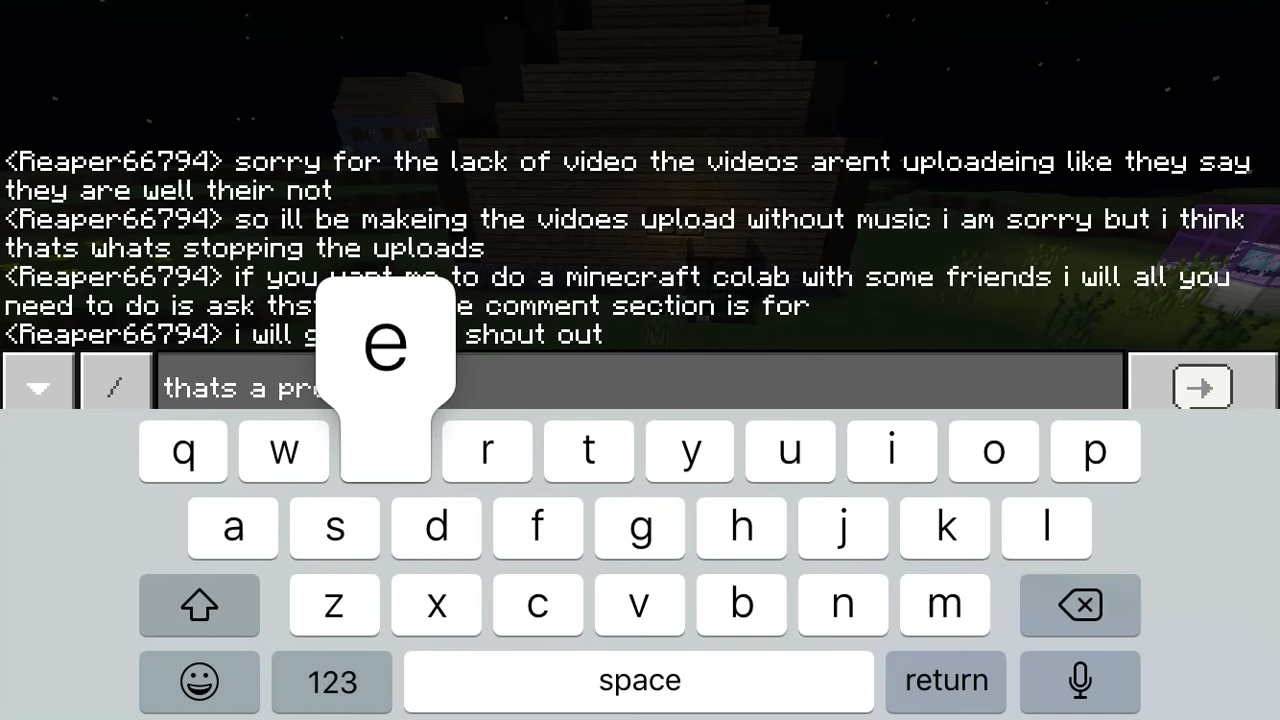 <Reaper66794> sorry for the lack of video the videos arent uploadeing like they say
they are well their not
<Reaper66794> so ill be makeing the vidoes upload without music i am sorry but i think
thats whats stopping the uploads
<Reaper66794> if you want me to do a minecraft colab with some friends i will all you
need to do is ask comment section is for
<Reaper66794> i will shout out
/ thats a
e
q w r t y u i o p
a s d f g h j k l
z x c v b n m
123 space return